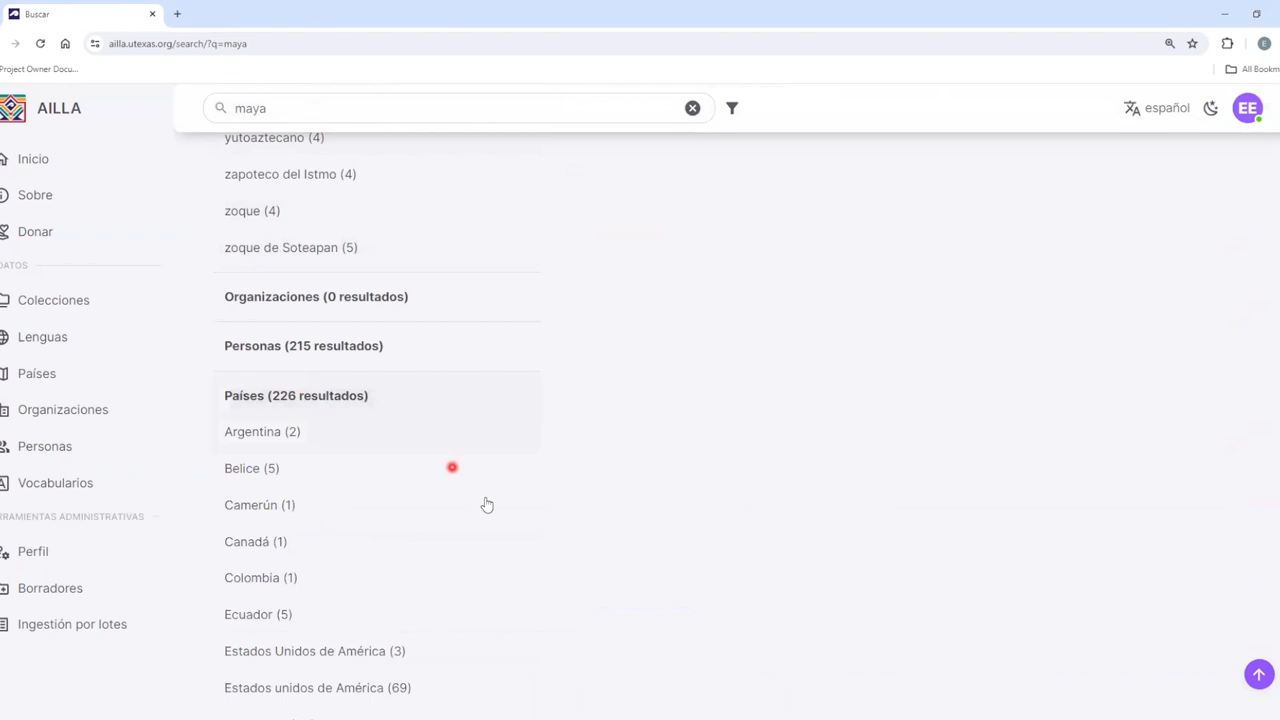 Buscar
ailla.utexas.org/search/?q=maya
E
Project Owner Docu...
All Bookm
AILLA
maya
español
EE
Inicio
Sobre
Donar
DATOS
Colecciones
Lenguas
Países
Organizaciones
Personas
Vocabularios
RRAMIENTAS ADMINISTRATIVAS
Perfil
Borradores
Ingestión por lotes
yutoaztecano (4)
zapoteco del Istmo (4)
zoque (4)
zoque de Soteapan (5)
Organizaciones (0 resultados)
Personas (215 resultados)
Países (226 resultados)
Argentina (2)
Belice (5)
Camerún (1)
Canadá (1)
Colombia (1)
Ecuador (5)
Estados Unidos de América (3)
Estados unidos de América (69)